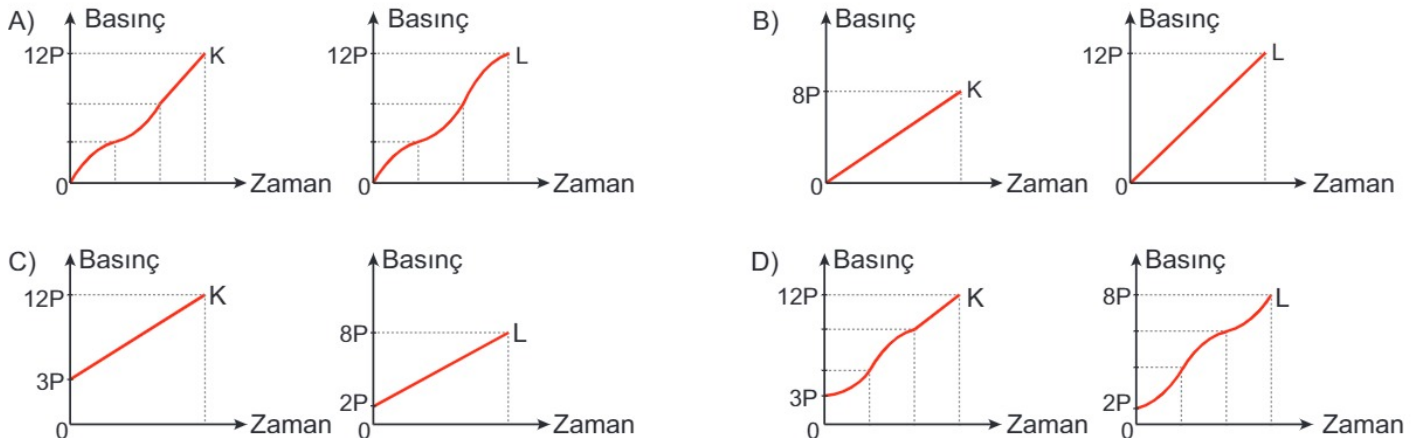 A) Basınç
12P
K
0
Zaman
Basınç
12P
L
0
Zaman
B) Basınç
8P
K
0
Zaman
Basınç
12P
L
0
Zaman
C) Basınç
12P
K
3P
0
Zaman
Basınç
8P
L
2P
0
Zaman
D) Basınç
12P
K
3P
0
Zaman
Basınç
8P
L
2P
0
Zaman